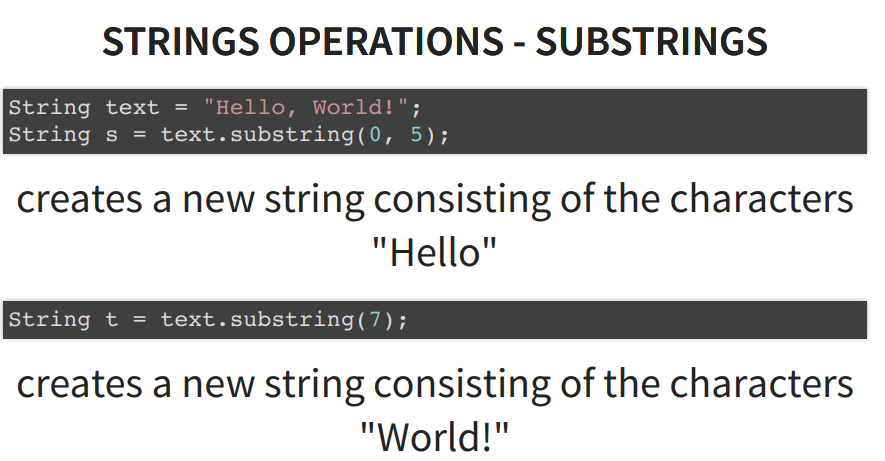 STRINGS OPERATIONS - SUBSTRINGS
String text = "Hello, World!";
String s = text.substring(0, 5);
creates a new string consisting of the characters
"Hello"
String t = text.substring(7);
creates a new string consisting of the characters
"World!"